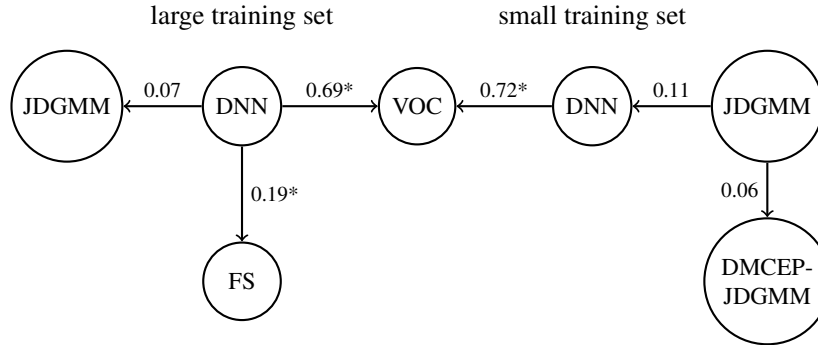 large training set
small training set
JDGMM
0.07
DNN
0.69*
VOC
0.72*
DNN
0.11
JDGMM
0.19*
0.06
FS
DMCEP-
JDGMM